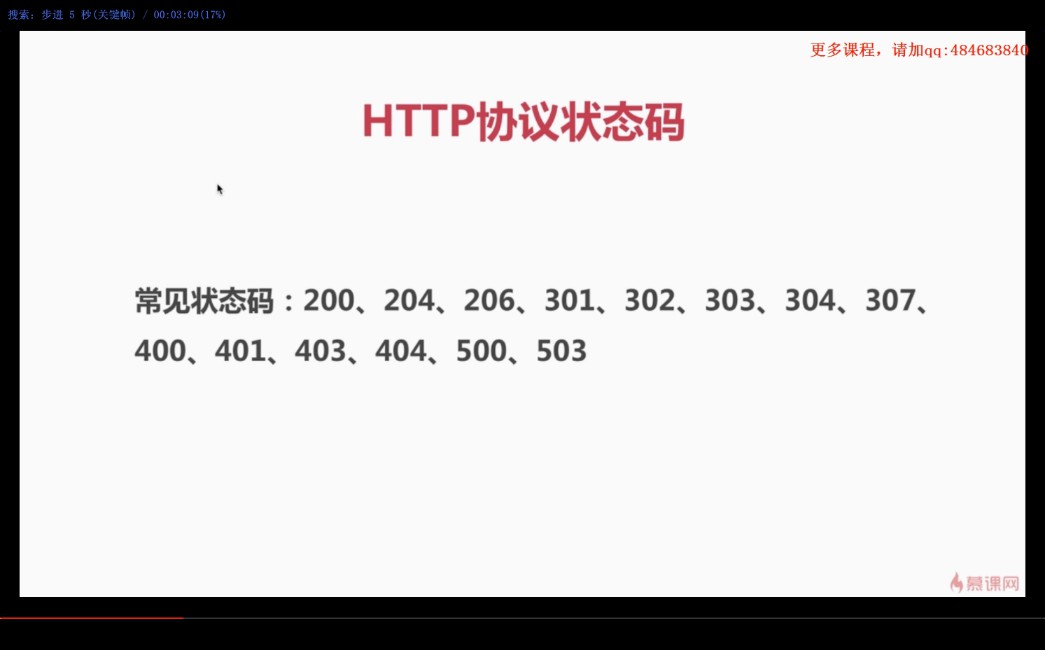 搜索: 步进 5 秒(关键帧) / 00:03:09(17%)
更多课程，请加qq:484683840
HTTP协议状态码
常见状态码：200、204、206、301、302、303、304、307、
400、401、403、404、500、503
慕课网